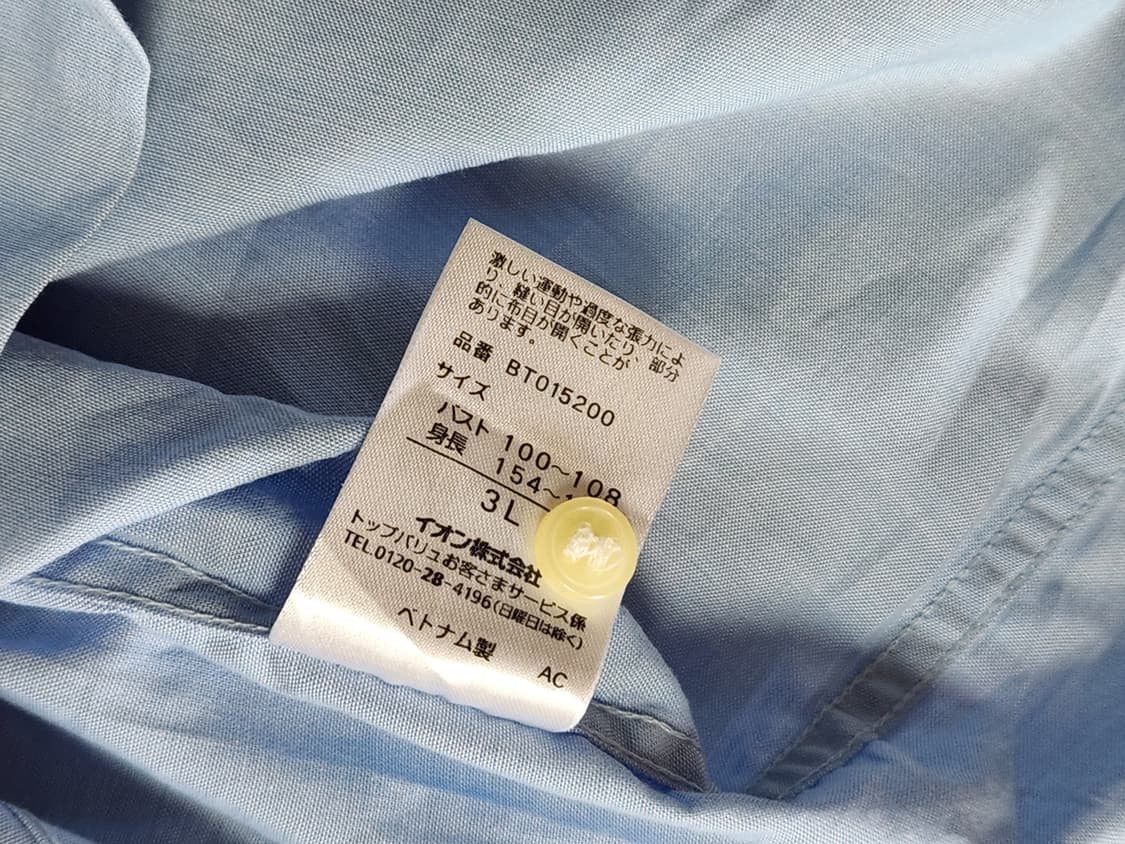 激しい運動や過度な張力によ
り、縫い目が開いたり、部分
的に布目が開くことが
あります。
品番 BT015200
サイズ
バスト 100~108
身長 154~
3L
イオン株式会社
トップバリュお客さまサービス係
TEL0120-28-4196(日曜日は除く)
ベトナム製
AC